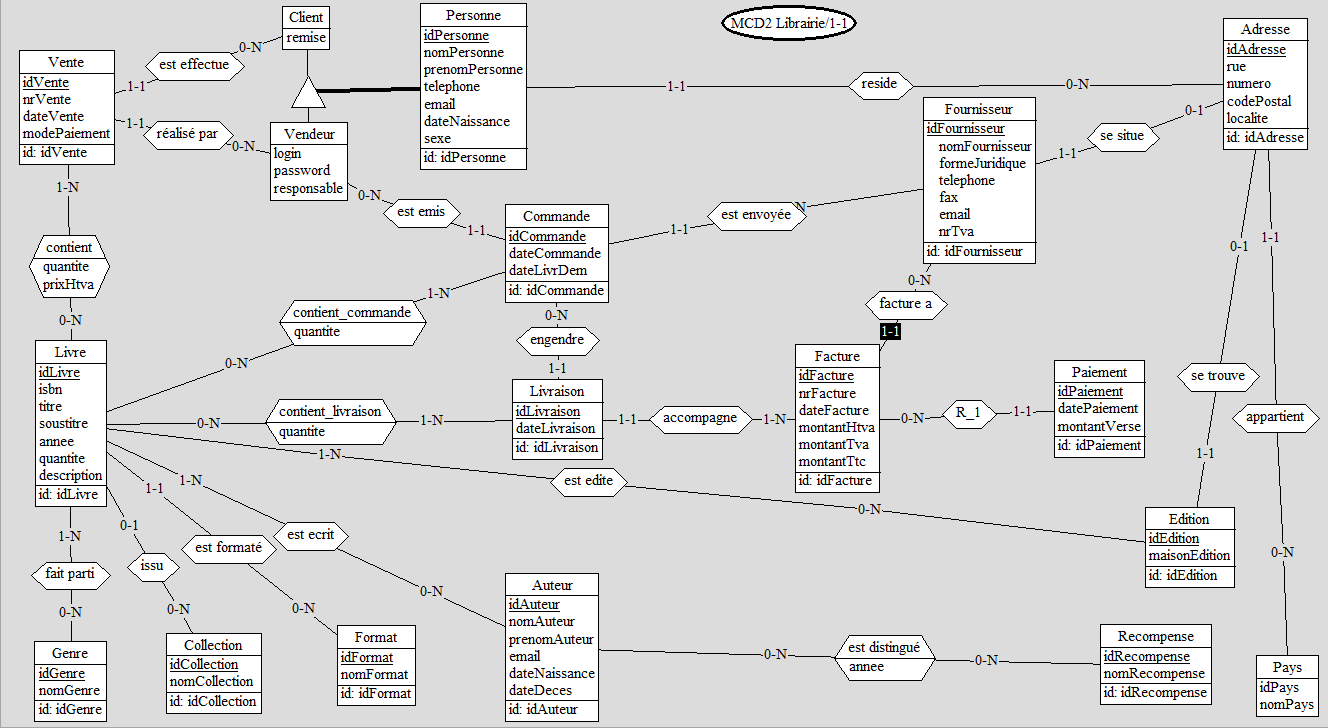 MCD2 Librairie/1-1
Client
remise
Personne
idPersonne
nomPersonne
prenomPersonne
telephone
email
dateNaissance
sexe
id: idPersonne
Adresse
idAdresse
rue
numero
codePostal
localite
id: idAdresse
Vente
idVente
nrVente
dateVente
modePaiement
id: idVente
0-N
est effectue
1-1
1-1
réalisé par
0-N
Vendeur
login
password
responsable
1-1
reside
0-N
Fournisseur
idFournisseur
nomFournisseur
formeJuridique
telephone
fax
email
nrTva
id: idFournisseur
0-1
se situe
1-1
1-N
contient
quantite
prixHtva
0-N
0-N
est emis
1-1
Commande
idCommande
dateCommande
dateLivrDem
id: idCommande
1-1
est envoyée
N
0-N
facture a
1-1
1-N
contient_commande
quantite
0-N
0-N
engendre
1-1
Livre
idLivre
isbn
titre
soustitre
annee
quantite
description
id: idLivre
0-N
contient_livraison
quantite
1-N
Livraison
idLivraison
dateLivraison
id: idLivraison
1-1
accompagne
1-N
Facture
idFacture
nrFacture
dateFacture
montantHtva
montantTva
montantTtc
id: idFacture
0-N
R_1
1-1
Paiement
idPaiement
datePaiement
montantVerse
id: idPaiement
0-1
se trouve
1-1
1-1
appartient
0-N
1-N
est edite
0-N
Edition
idEdition
maisonEdition
id: idEdition
1-N
fait parti
0-N
0-1
issu
0-N
1-1
est formaté
0-N
1-N
est ecrit
0-N
Genre
idGenre
nomGenre
id: idGenre
Collection
idCollection
nomCollection
id: idCollection
Format
idFormat
nomFormat
id: idFormat
Auteur
idAuteur
nomAuteur
prenomAuteur
email
dateNaissance
dateDeces
id: idAuteur
0-N
est distingué
annee
0-N
Recompense
idRecompense
nomRecompense
id: idRecompense
Pays
idPays
nomPays